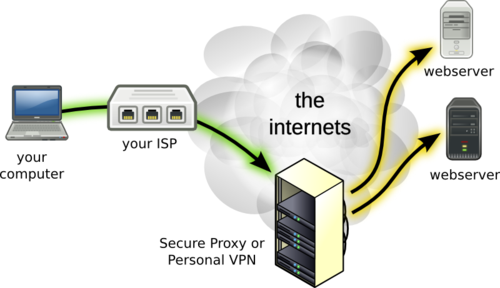 the
internets
webserver
your ISP
your
computer
webserver
Secure Proxy or
Personal VPN